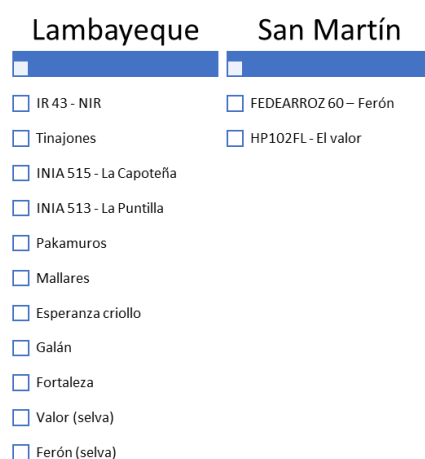 Lambayeque
IR 43 - NIR
Tinajones
INIA 515 - La Capoteña
INIA 513 - La Puntilla
Pakamuros
Mallares
Esperanza criollo
Galán
Fortaleza
Valor (selva)
Ferón (selva)
San Martín
FEDEARROZ 60 – Ferón
HP102FL - El valor